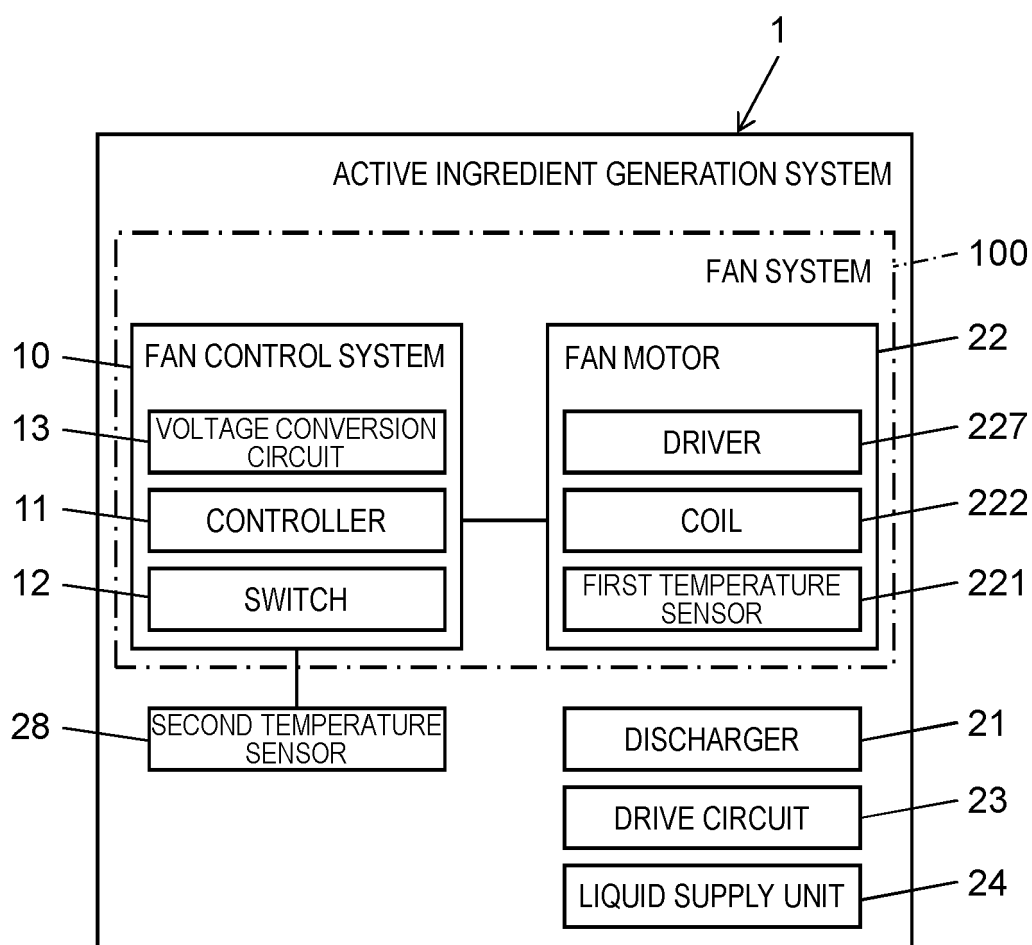 1
ACTIVE INGREDIENT GENERATION SYSTEM
FAN SYSTEM
100
10
FAN CONTROL SYSTEM
13
VOLTAGE CONVERSION
CIRCUIT
11
CONTROLLER
12
SWITCH
FAN MOTOR
22
DRIVER
227
COIL
222
FIRST TEMPERATURE
SENSOR
221
28
SECOND TEMPERATURE
SENSOR
DISCHARGER
21
DRIVE CIRCUIT
23
LIQUID SUPPLY UNIT
24